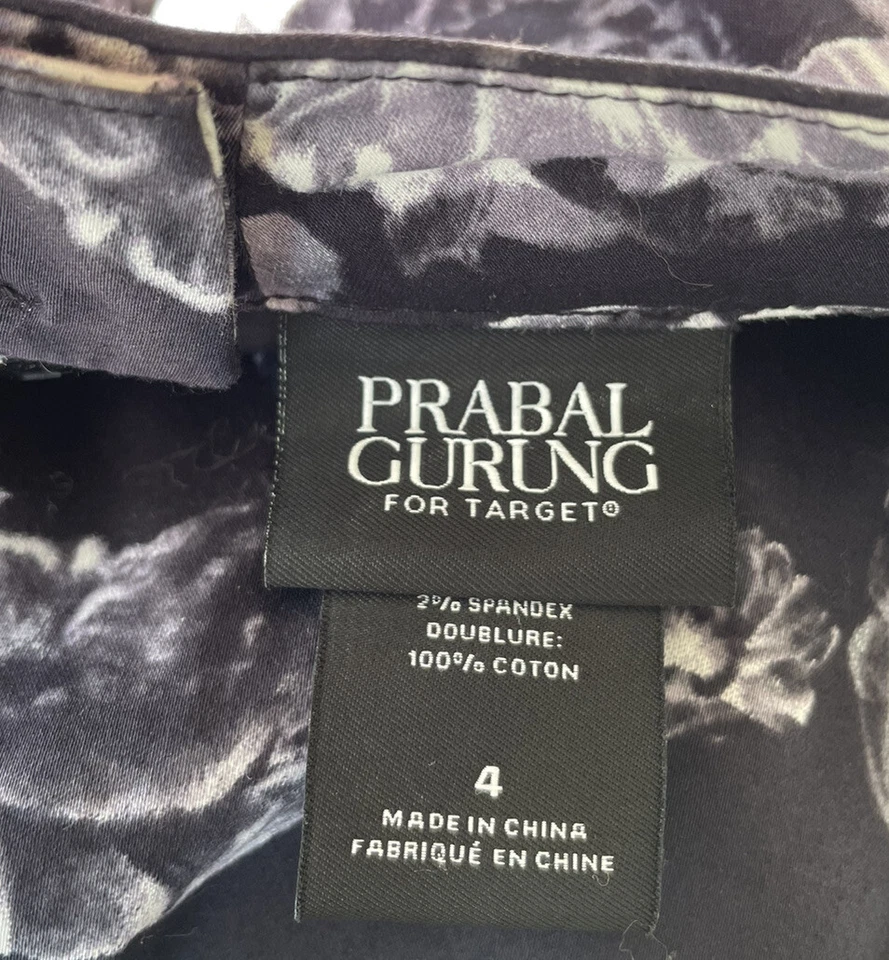 PRABAL
GURUNG
FOR TARGET®
2% SPANDEX
DOUBLURE:
100% COTON
4
MADE IN CHINA
FABRIQUÉ EN CHINE